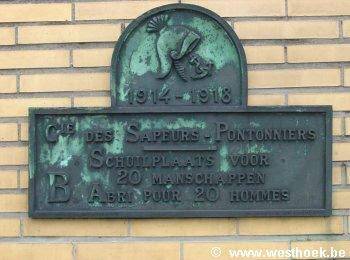 1914-1918
CIE DES SAPEURS-PONTONNIERS
SCHUILPLAATS VOOR
20 MANSCHAPPEN
B ABRI POUR 20 HOMMES
© www.westhoek.be